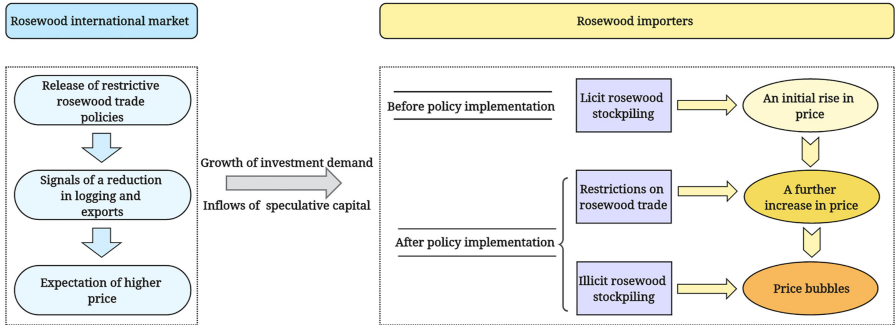 Rosewood international market
Rosewood importers
Release of restrictive
rosewood trade
policies
Signals of a reduction
in logging and
exports
Expectation of higher
price
Growth of investment demand
Inflows of speculative capital
Before policy implementation
Licit rosewood
stockpiling
An initial rise in
price
After policy implementation
Restrictions on
rosewood trade
A further
increase in price
Illicit rosewood
stockpiling
Price bubbles